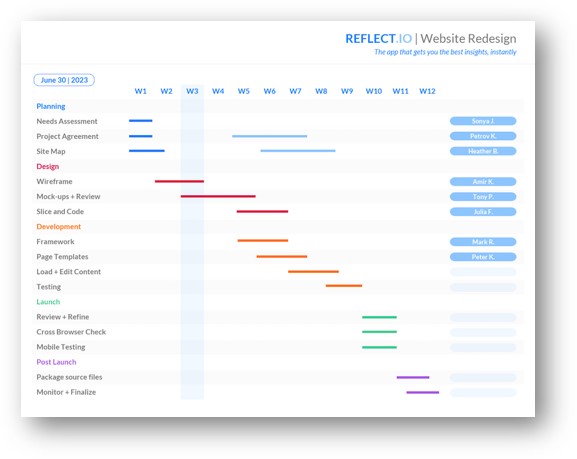 REFLECT.IO | Website Redesign
The app that gets you the best insights, instantly
June 30 | 2023
W1 W2 W3 W4 W5 W6 W7 W8 W9 W10 W11 W12
Planning
Needs Assessment Sonya J.
Project Agreement Petrov K.
Site Map Heather B.
Design
Wireframe Amir K.
Mock-ups + Review Tony P.
Slice and Code Julia F.
Development
Framework Mark R.
Page Templates Peter K.
Load + Edit Content
Testing
Launch
Review + Refine
Cross Browser Check
Mobile Testing
Post Launch
Package source files
Monitor + Finalize